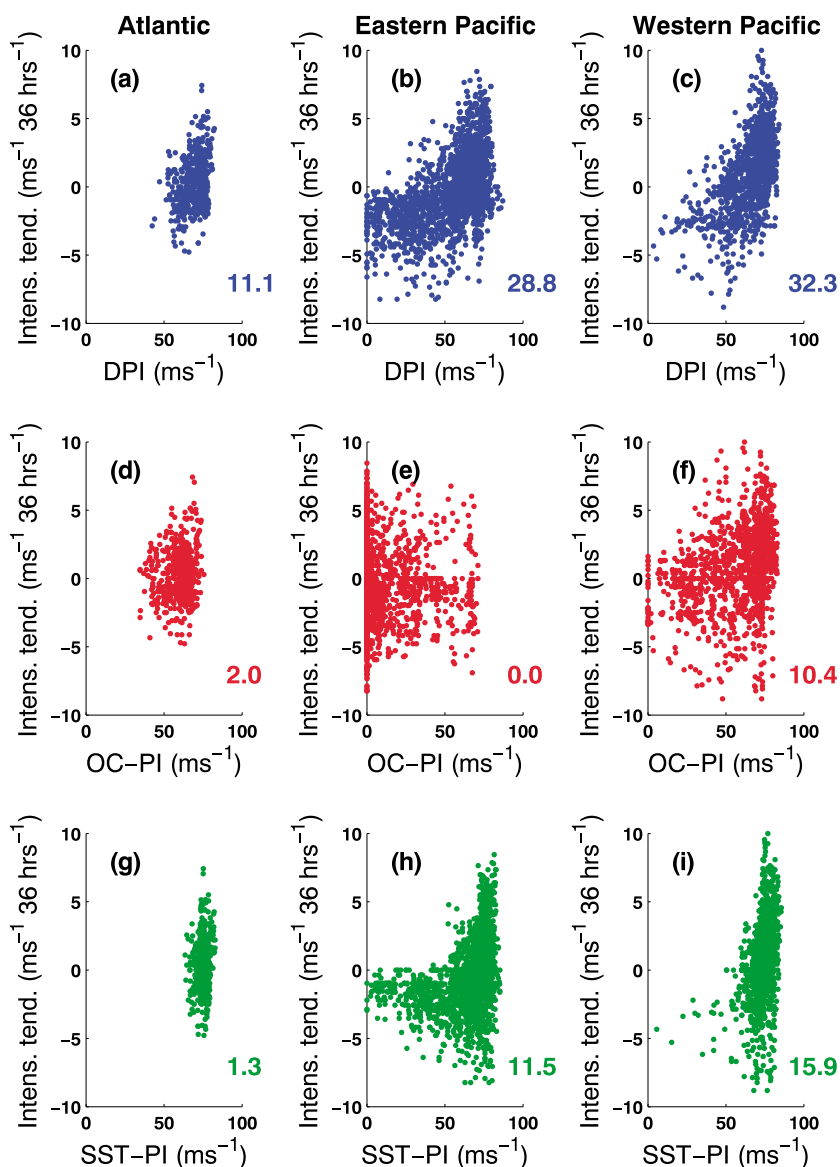 Atlantic Eastern Pacific Western Pacific
10 10 10
(a) (b) (c)
5 5 5
0 0 0
−5 −5 −5
11.1 28.8 32.3
−10 −10 −10
0 50 100 0 50 100 0 50 100
Intens. tend. (ms⁻¹ 36 hrs⁻¹) Intens. tend. (ms⁻¹ 36 hrs⁻¹) Intens. tend. (ms⁻¹ 36 hrs⁻¹)
DPI (ms⁻¹) DPI (ms⁻¹) DPI (ms⁻¹)
10 10 10
(d) (e) (f)
5 5 5
0 0 0
−5 −5 −5
2.0 0.0 10.4
−10 −10 −10
0 50 100 0 50 100 0 50 100
Intens. tend. (ms⁻¹ 36 hrs⁻¹) Intens. tend. (ms⁻¹ 36 hrs⁻¹) Intens. tend. (ms⁻¹ 36 hrs⁻¹)
OC−PI (ms⁻¹) OC−PI (ms⁻¹) OC−PI (ms⁻¹)
10 10 10
(g) (h) (i)
5 5 5
0 0 0
−5 −5 −5
1.3 11.5 15.9
−10 −10 −10
0 50 100 0 50 100 0 50 100
Intens. tend. (ms⁻¹ 36 hrs⁻¹) Intens. tend. (ms⁻¹ 36 hrs⁻¹) Intens. tend. (ms⁻¹ 36 hrs⁻¹)
SST−PI (ms⁻¹) SST−PI (ms⁻¹) SST−PI (ms⁻¹)